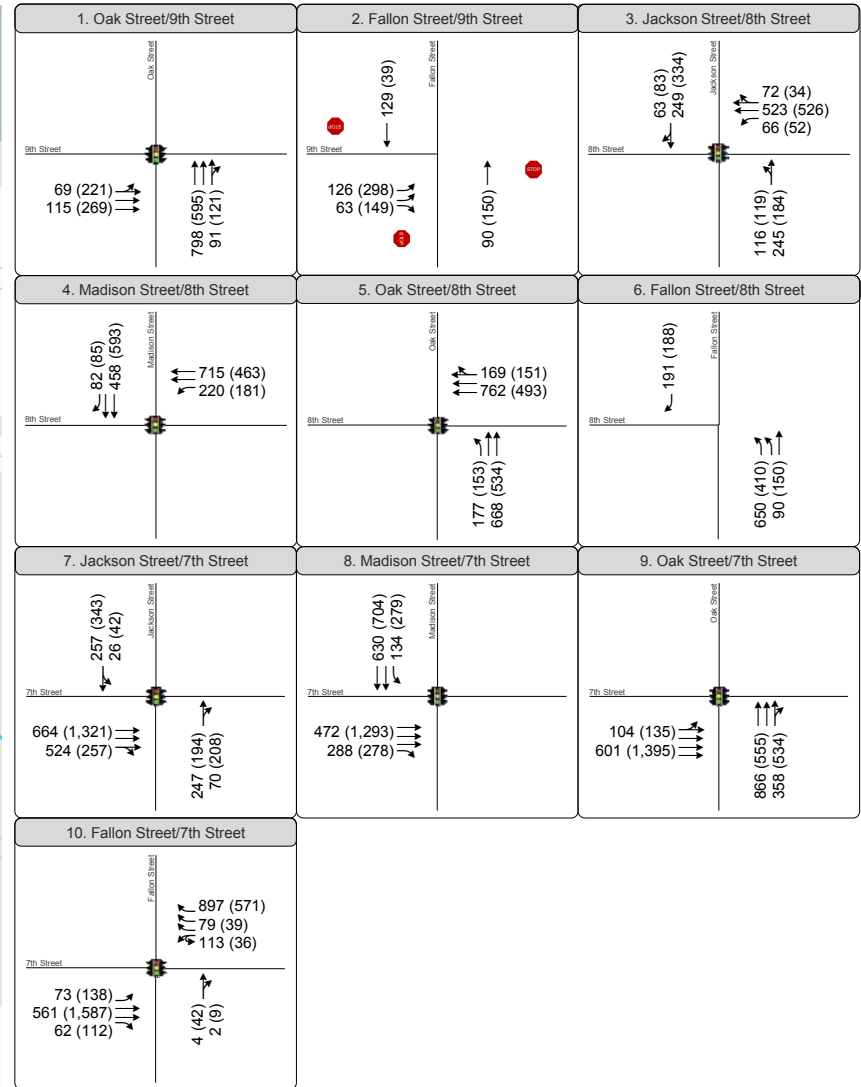 1. Oak Street/9th Street
Oak Street
9th Street
69 (221)
115 (269)
798 (595)
91 (121)
2. Fallon Street/9th Street
Fallon Street
129 (39)
STOP
9th Street
126 (298)
63 (149)
STOP
STOP
90 (150)
3. Jackson Street/8th Street
Jackson Street
63 (83)
249 (334)
72 (34)
523 (526)
66 (52)
8th Street
116 (119)
245 (184)
4. Madison Street/8th Street
Madison Street
82 (85)
458 (593)
715 (463)
220 (181)
8th Street
5. Oak Street/8th Street
Oak Street
169 (151)
762 (493)
8th Street
177 (153)
668 (534)
6. Fallon Street/8th Street
Fallon Street
191 (188)
8th Street
650 (410)
90 (150)
7. Jackson Street/7th Street
Jackson Street
257 (343)
26 (42)
7th Street
664 (1,321)
524 (257)
247 (194)
70 (208)
8. Madison Street/7th Street
Madison Street
630 (704)
134 (279)
7th Street
472 (1,293)
288 (278)
9. Oak Street/7th Street
Oak Street
7th Street
104 (135)
601 (1,395)
866 (555)
358 (534)
10. Fallon Street/7th Street
Fallon Street
897 (571)
79 (39)
113 (36)
7th Street
73 (138)
561 (1,587)
62 (112)
4 (42)
2 (9)